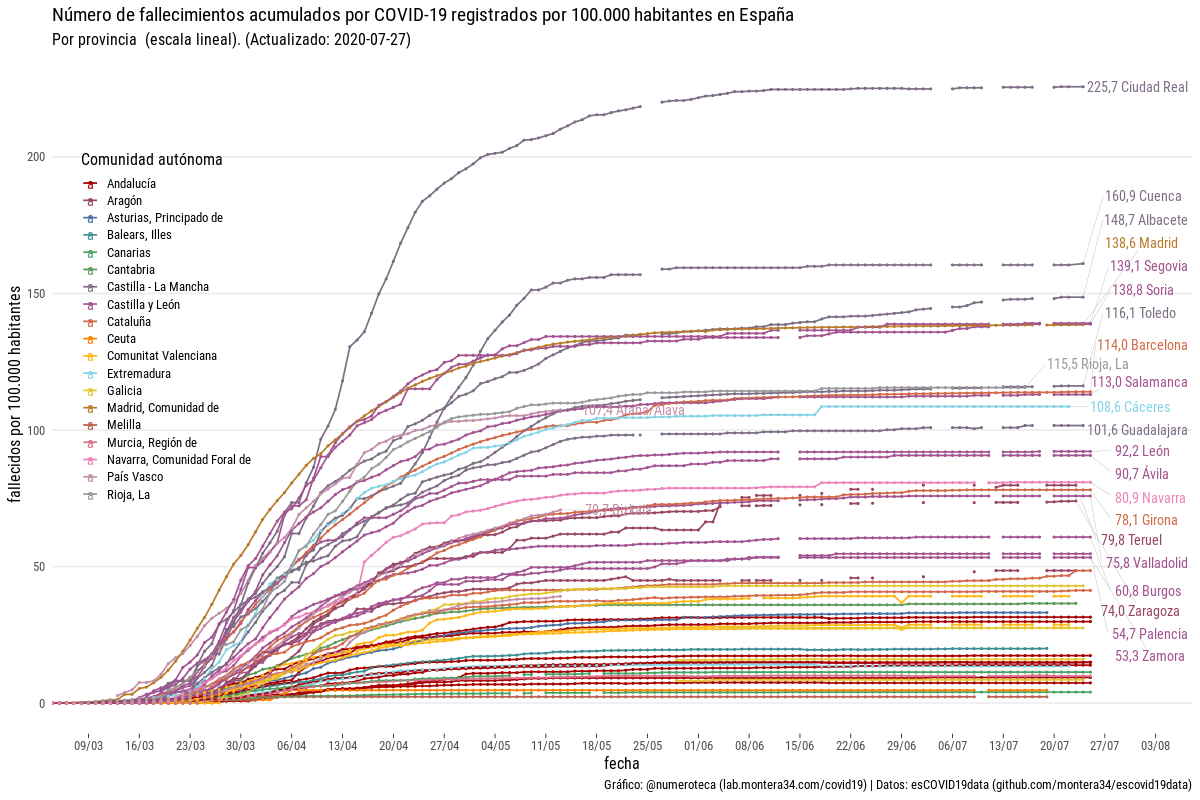 Número de fallecimientos acumulados por COVID-19 registrados por 100.000 habitantes en España
Por provincia  (escala lineal). (Actualizado: 2020-07-27)
fallecidos por 100.000 habitantes
200
150
100
50
0
Comunidad autónoma
Andalucía
Aragón
Asturias, Principado de
Balears, Illes
Canarias
Cantabria
Castilla - La Mancha
Castilla y León
Cataluña
Ceuta
Comunitat Valenciana
Extremadura
Galicia
Madrid, Comunidad de
Melilla
Murcia, Región de
Navarra, Comunidad Foral de
País Vasco
Rioja, La
225,7 Ciudad Real
160,9 Cuenca
148,7 Albacete
138,6 Madrid
139,1 Segovia
138,8 Soria
116,1 Toledo
114,0 Barcelona
115,5 Rioja, La
113,0 Salamanca
107,4 Araba/Álava
108,6 Cáceres
101,6 Guadalajara
92,2 León
90,7 Ávila
80,9 Navarra
78,1 Girona
79,8 Teruel
75,8 Valladolid
60,8 Burgos
74,0 Zaragoza
54,7 Palencia
53,3 Zamora
09/03 16/03 23/03 30/03 06/04 13/04 20/04 27/04 04/05 11/05 18/05 25/05 01/06 08/06 15/06 22/06 29/06 06/07 13/07 20/07 27/07 03/08
fecha
Gráfico: @numeroteca (lab.montera34.com/covid19) | Datos: esCOVID19data (github.com/montera34/escovid19data)